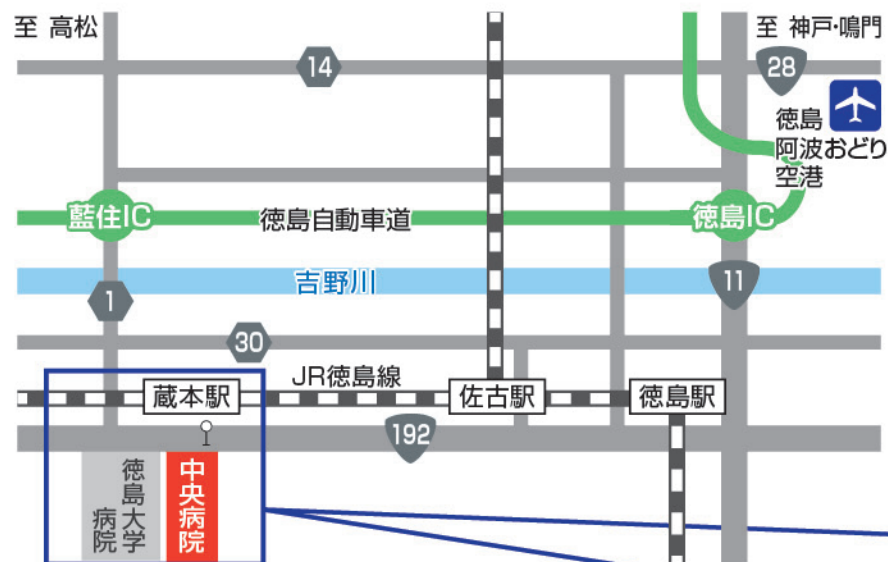 至 高松
至 神戸・鳴門
14
28
徳島
阿波おどり
空港
藍住IC
徳島自動車道
徳島IC
吉野川
1
11
30
JR徳島線
蔵本駅
佐古駅
徳島駅
192
徳島大学
病院
中央病院